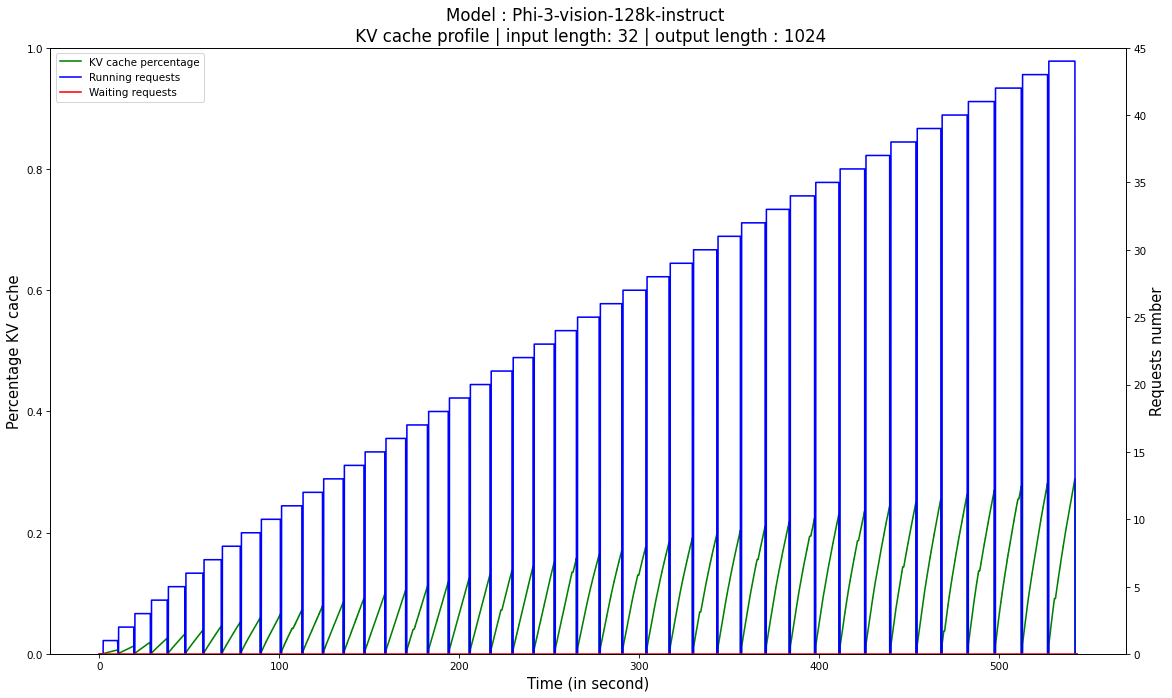 Model : Phi-3-vision-128k-instruct
KV cache profile | input length: 32 | output length : 1024
KV cache percentage
Running requests
Waiting requests
Percentage KV cache
1.0
0.8
0.6
0.4
0.2
0.0
0 100 200 300 400 500
Time (in second)
45
40
35
30
25
20
15
10
5
0
Requests number